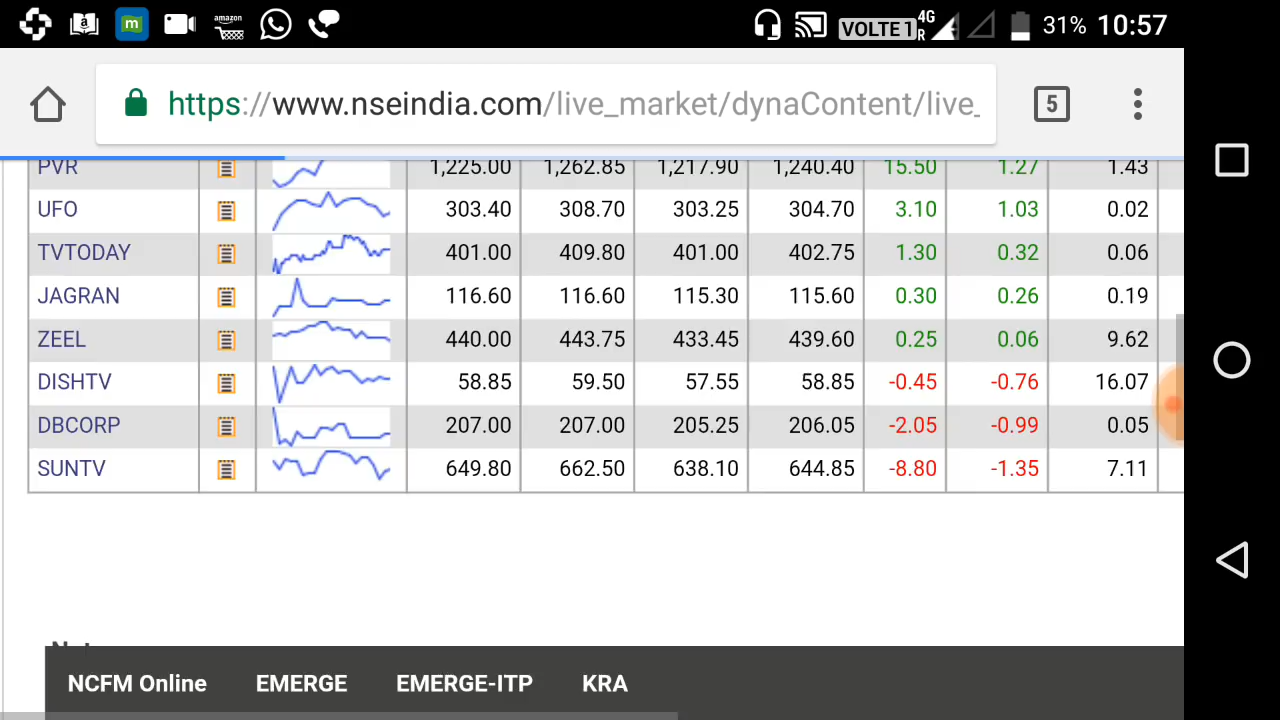 amazon
VOLTE 1 4G R 31% 10:57
https://www.nseindia.com/live_market/dynaContent/live_ 5
PVR 1,225.00 1,262.85 1,217.90 1,240.40 15.50 1.27 1.43
UFO 303.40 308.70 303.25 304.70 3.10 1.03 0.02
TVTODAY 401.00 409.80 401.00 402.75 1.30 0.32 0.06
JAGRAN 116.60 116.60 115.30 115.60 0.30 0.26 0.19
ZEEL 440.00 443.75 433.45 439.60 0.25 0.06 9.62
DISHTV 58.85 59.50 57.55 58.85 -0.45 -0.76 16.07
DBCORP 207.00 207.00 205.25 206.05 -2.05 -0.99 0.05
SUNTV 649.80 662.50 638.10 644.85 -8.80 -1.35 7.11
NCFM Online EMERGE EMERGE-ITP KRA